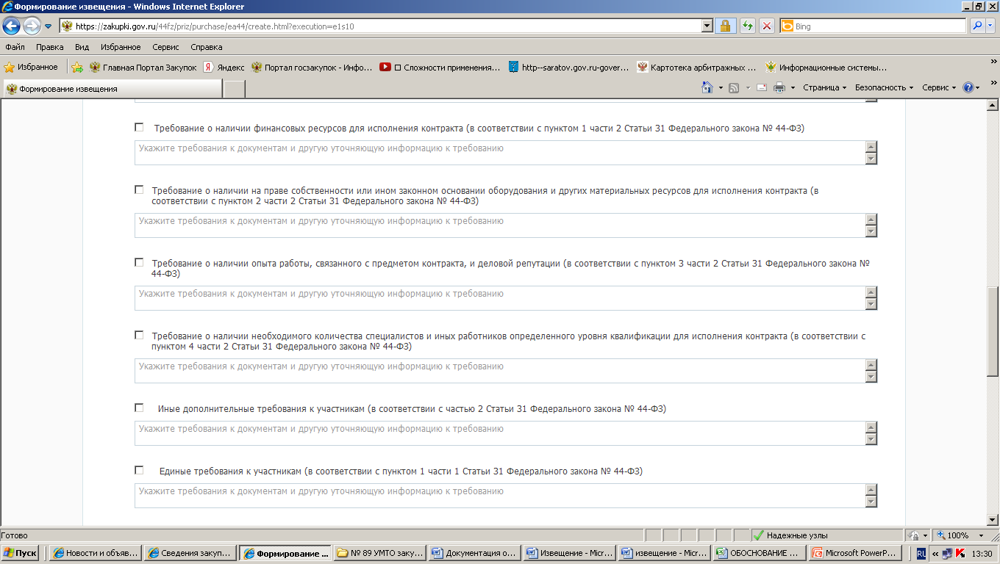 Формирование извещения - Windows Internet Explorer
https://zakupki.gov.ru/44fz/priz/purchase/ea44/create.html?execution=e1s10
Bing
Файл Правка Вид Избранное Сервис Справка
Избранное Главная Портал Закупок Яндекс Портал госзакупок - Инфо... Сложности применения... http--saratov.gov.ru-gover... Картотека арбитражных ... Информационные системы... »
Формирование извещения Страница Безопасность Сервис »
Требование о наличии финансовых ресурсов для исполнения контракта (в соответствии с пунктом 1 части 2 Статьи 31 Федерального закона № 44-ФЗ)
Укажите требования к документам и другую уточняющую информацию к требованию
Требование о наличии на праве собственности или ином законном основании оборудования и других материальных ресурсов для исполнения контракта (в
соответствии с пунктом 2 части 2 Статьи 31 Федерального закона № 44-ФЗ)
Укажите требования к документам и другую уточняющую информацию к требованию
Требование о наличии опыта работы, связанного с предметом контракта, и деловой репутации (в соответствии с пунктом 3 части 2 Статьи 31 Федерального закона №
44-ФЗ)
Укажите требования к документам и другую уточняющую информацию к требованию
Требование о наличии необходимого количества специалистов и иных работников определенного уровня квалификации для исполнения контракта (в соответствии с
пунктом 4 части 2 Статьи 31 Федерального закона № 44-ФЗ)
Укажите требования к документам и другую уточняющую информацию к требованию
Иные дополнительные требования к участникам (в соответствии с частью 2 Статьи 31 Федерального закона № 44-ФЗ)
Укажите требования к документам и другую уточняющую информацию к требованию
Единые требования к участникам (в соответствии с пунктом 1 части 1 Статьи 31 Федерального закона № 44-ФЗ)
Укажите требования к документам и другую уточняющую информацию к требованию
Готово Надежные узлы 100%
Пуск Новости и объяв... Сведения закуп... Формирование ... № 89 УМТО заку... Документация о... Извещение - Micr... извещение - Micr... ОБОСНОВАНИЕ ... Microsoft PowerP... RL « 13:30